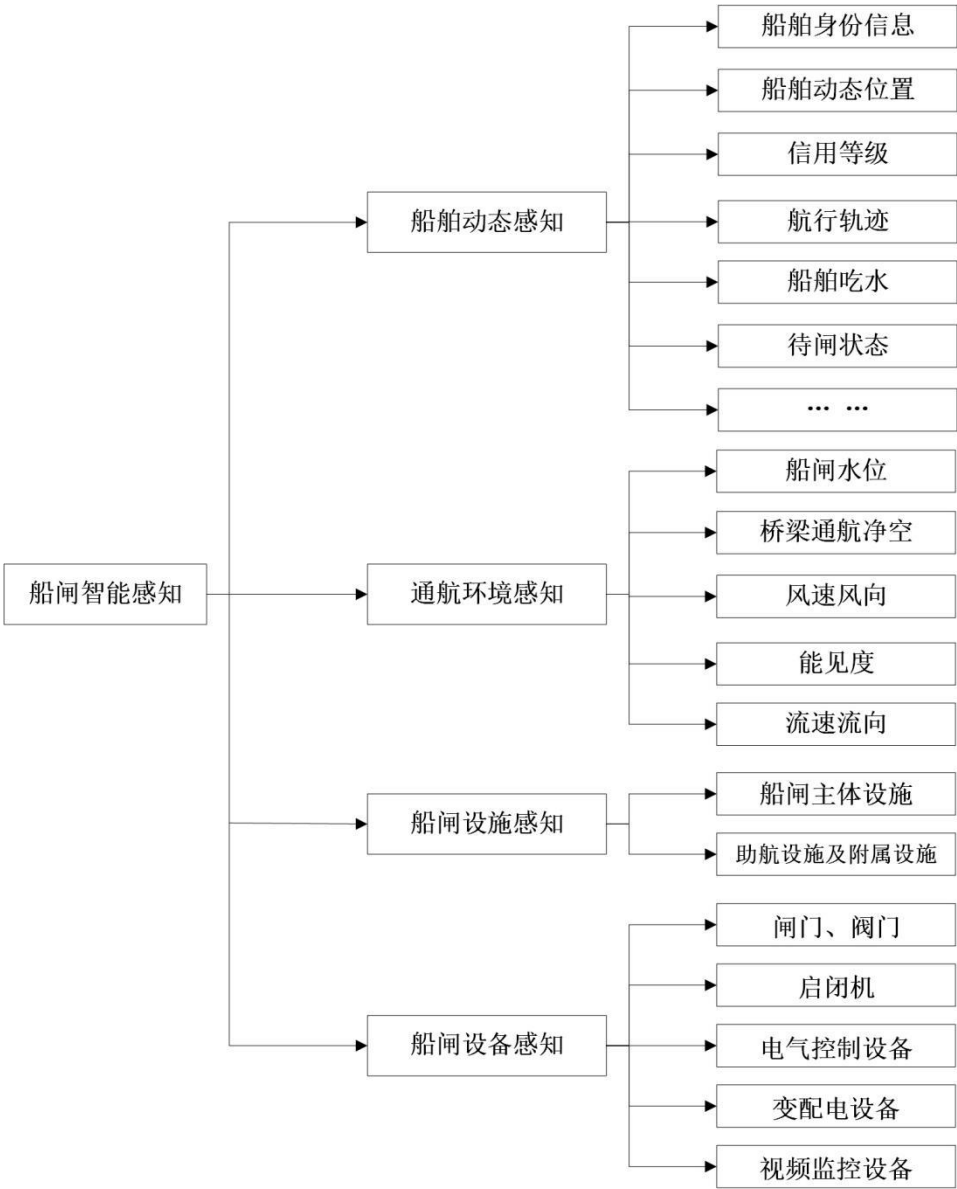 船闸智能感知
船舶动态感知
船舶身份信息
船舶动态位置
信用等级
航行轨迹
船舶吃水
待闸状态
… …
通航环境感知
船闸水位
桥梁通航净空
风速风向
能见度
流速流向
船闸设施感知
船闸主体设施
助航设施及附属设施
船闸设备感知
闸门、阀门
启闭机
电气控制设备
变配电设备
视频监控设备